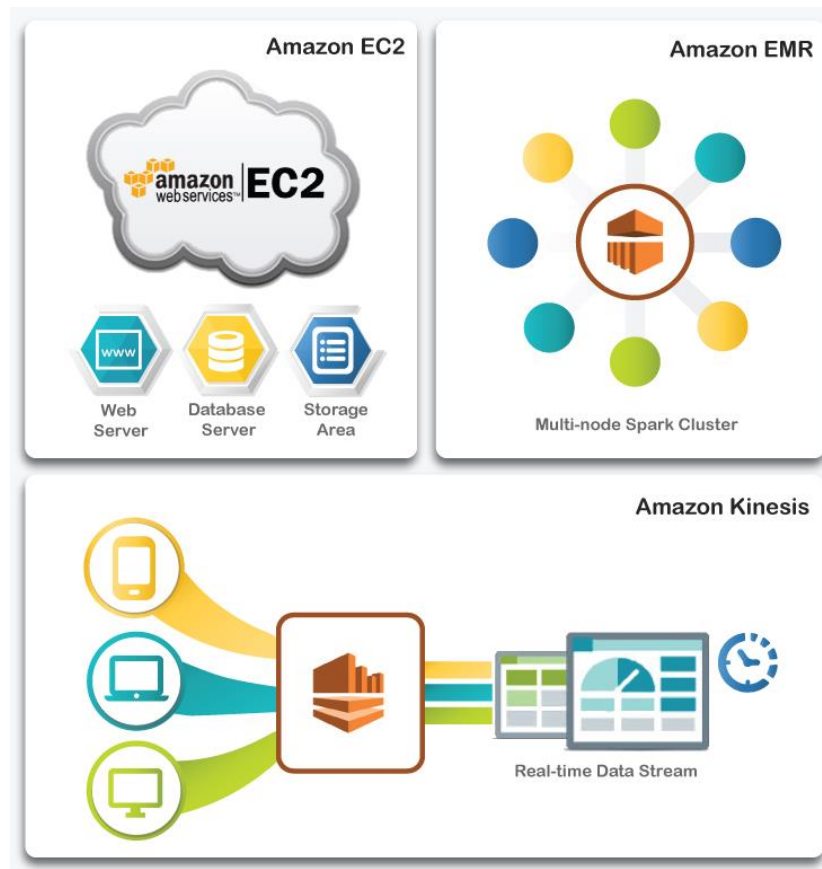 Amazon EC2
amazon
web services™
EC2
www
Web
Server
Database
Server
Storage
Area
Amazon EMR
Multi-node Spark Cluster
Amazon Kinesis
Real-time Data Stream